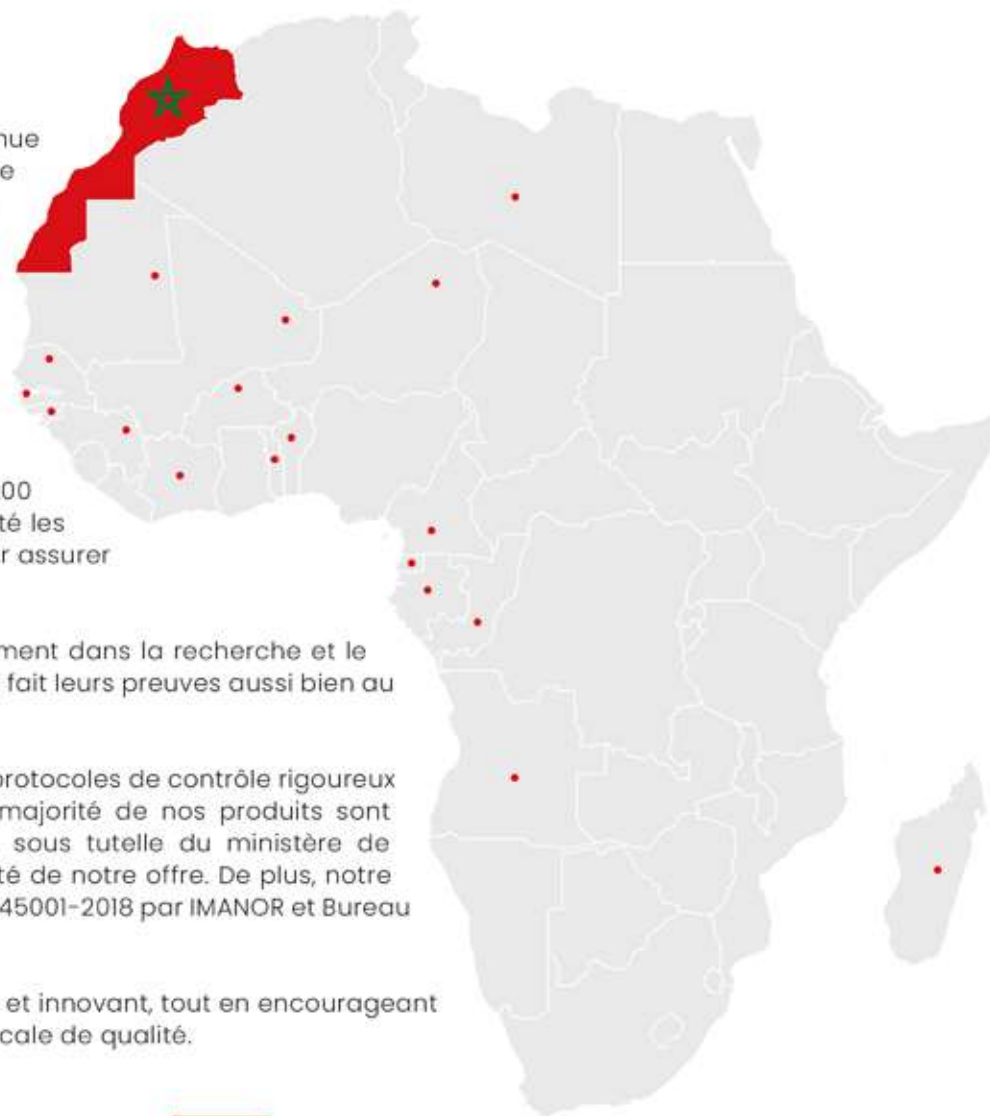 nue
e
00
té les
r assurer
ment dans la recherche et le
fait leurs preuves aussi bien au
protocoles de contrôle rigoureux
majorité de nos produits sont
sous tutelle du ministère de
té de notre offre. De plus, notre
45001-2018 par IMANOR et Bureau
et innovant, tout en encourageant
cale de qualité.